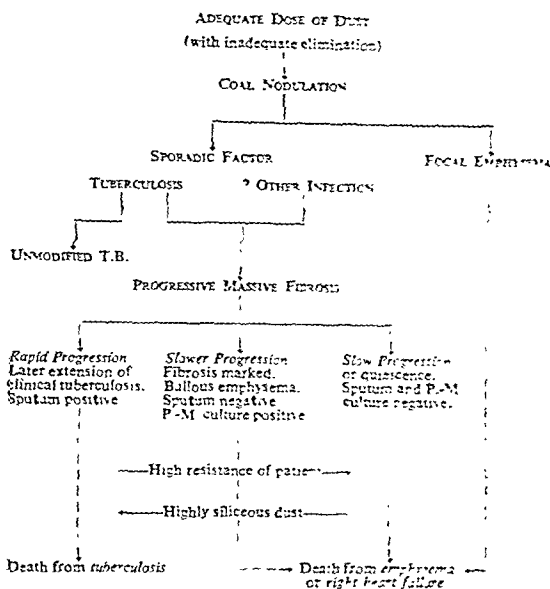 ADEQUATE DOSE OF DUST
(with inadequate elimination)
COAL NODULATION
SPORADIC FACTOR
FOCAL EMPHYSEMA
TUBERCULOSIS ? OTHER INFECTION
UNMODIFIED T.B.
PROGRESSIVE MASSIVE FIBROSIS
Rapid Progression
Later extension of
clinical tuberculosis.
Sputum positive
Slower Progression
Fibrosis marked.
Bullous emphysema.
Sputum negative
P.-M. culture positive
Slow Progression
or quiescence.
Sputum and P.-M
culture negative.
High resistance of patient
Highly siliceous dust
Death from tuberculosis
Death from emphysema
or right heart failure